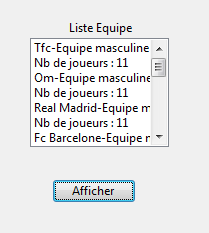 Liste Equipe
Tfc-Equipe masculine
Nb de joueurs : 11
Om-Equipe masculine
Nb de joueurs : 11
Real Madrid-Equipe m
Nb de joueurs : 11
Fc Barcelone-Equipe m
Afficher